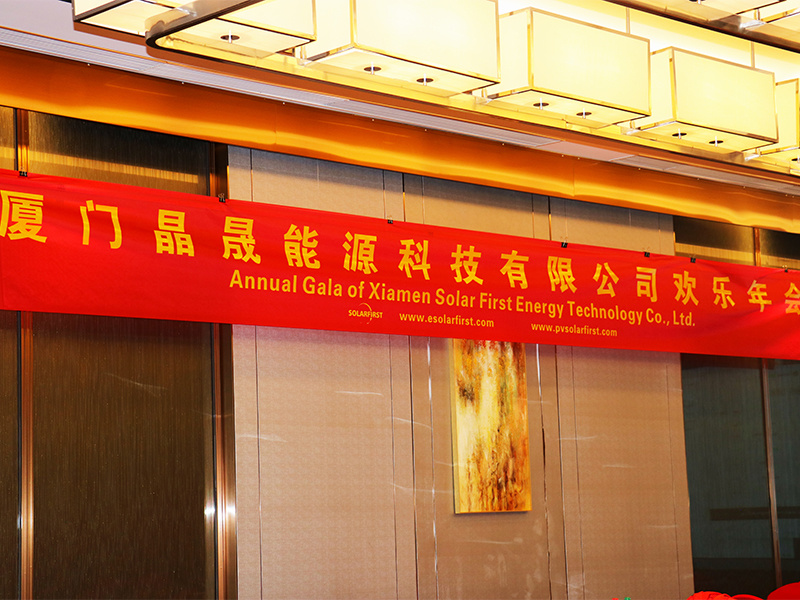 厦门晶晟能源科技有限公司欢乐年会
Annual Gala of Xiamen Solar First Energy Technology Co., Ltd.
SOLARFIRST www.esolarfirst.com www.pvsolarfirst.com